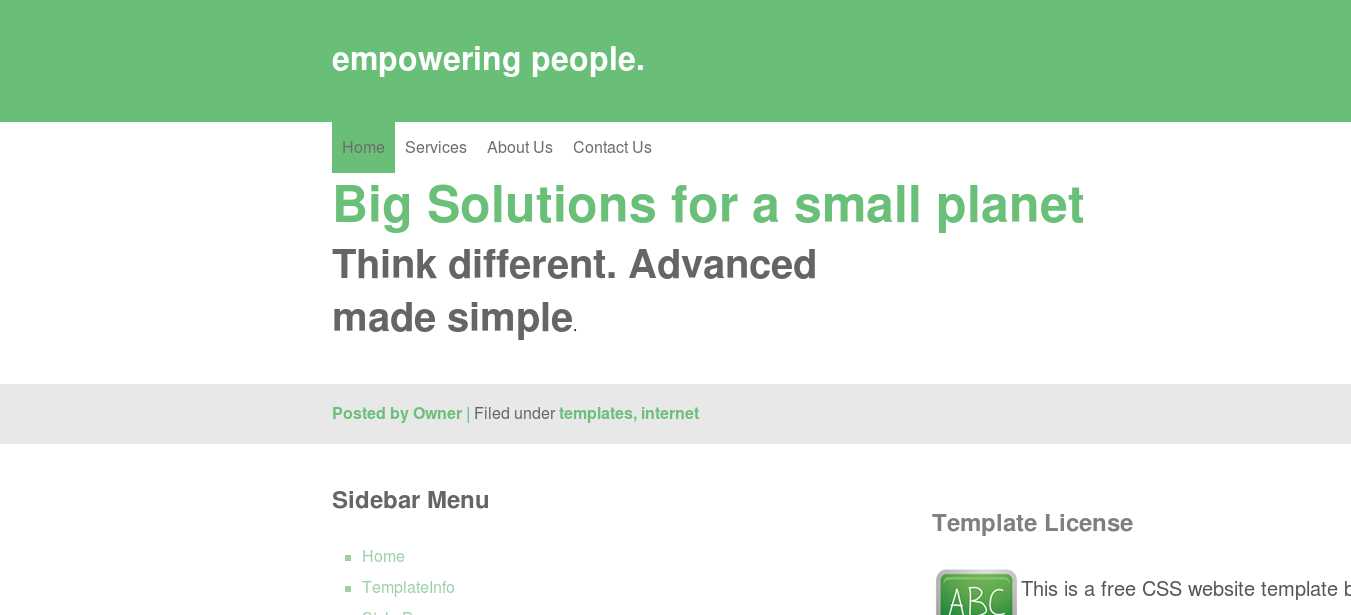 empowering people.
Home Services About Us Contact Us
Big Solutions for a small planet
Think different. Advanced
made simple.
Posted by Owner | Filed under templates, internet
Sidebar Menu
Home
TemplateInfo
Template License
ABC
This is a free CSS website template